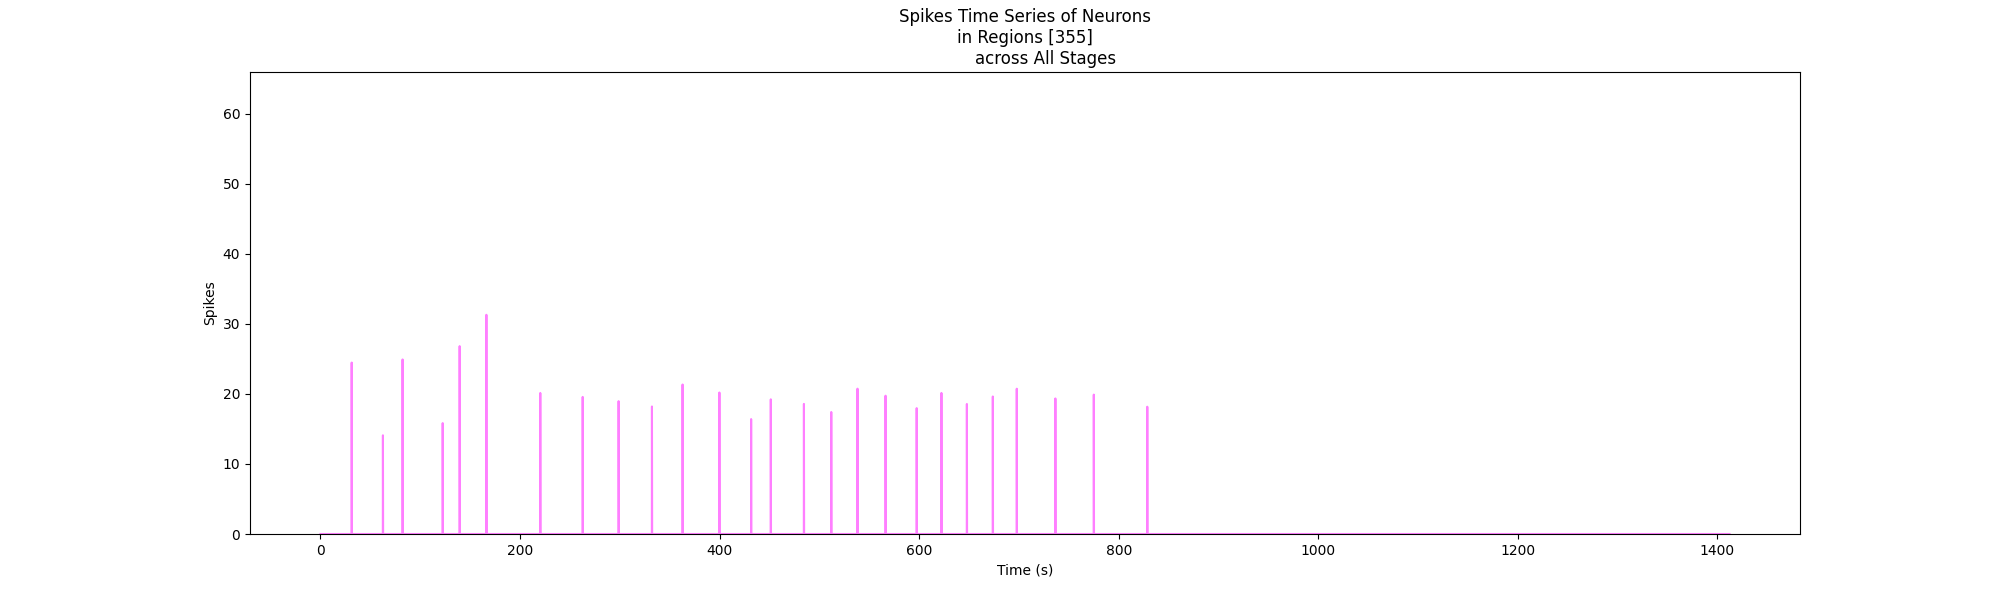 Spikes Time Series of Neurons
in Regions [355]
across All Stages
60
50
40
30
20
10
0
Spikes
0 200 400 600 800 1000 1200 1400
Time (s)